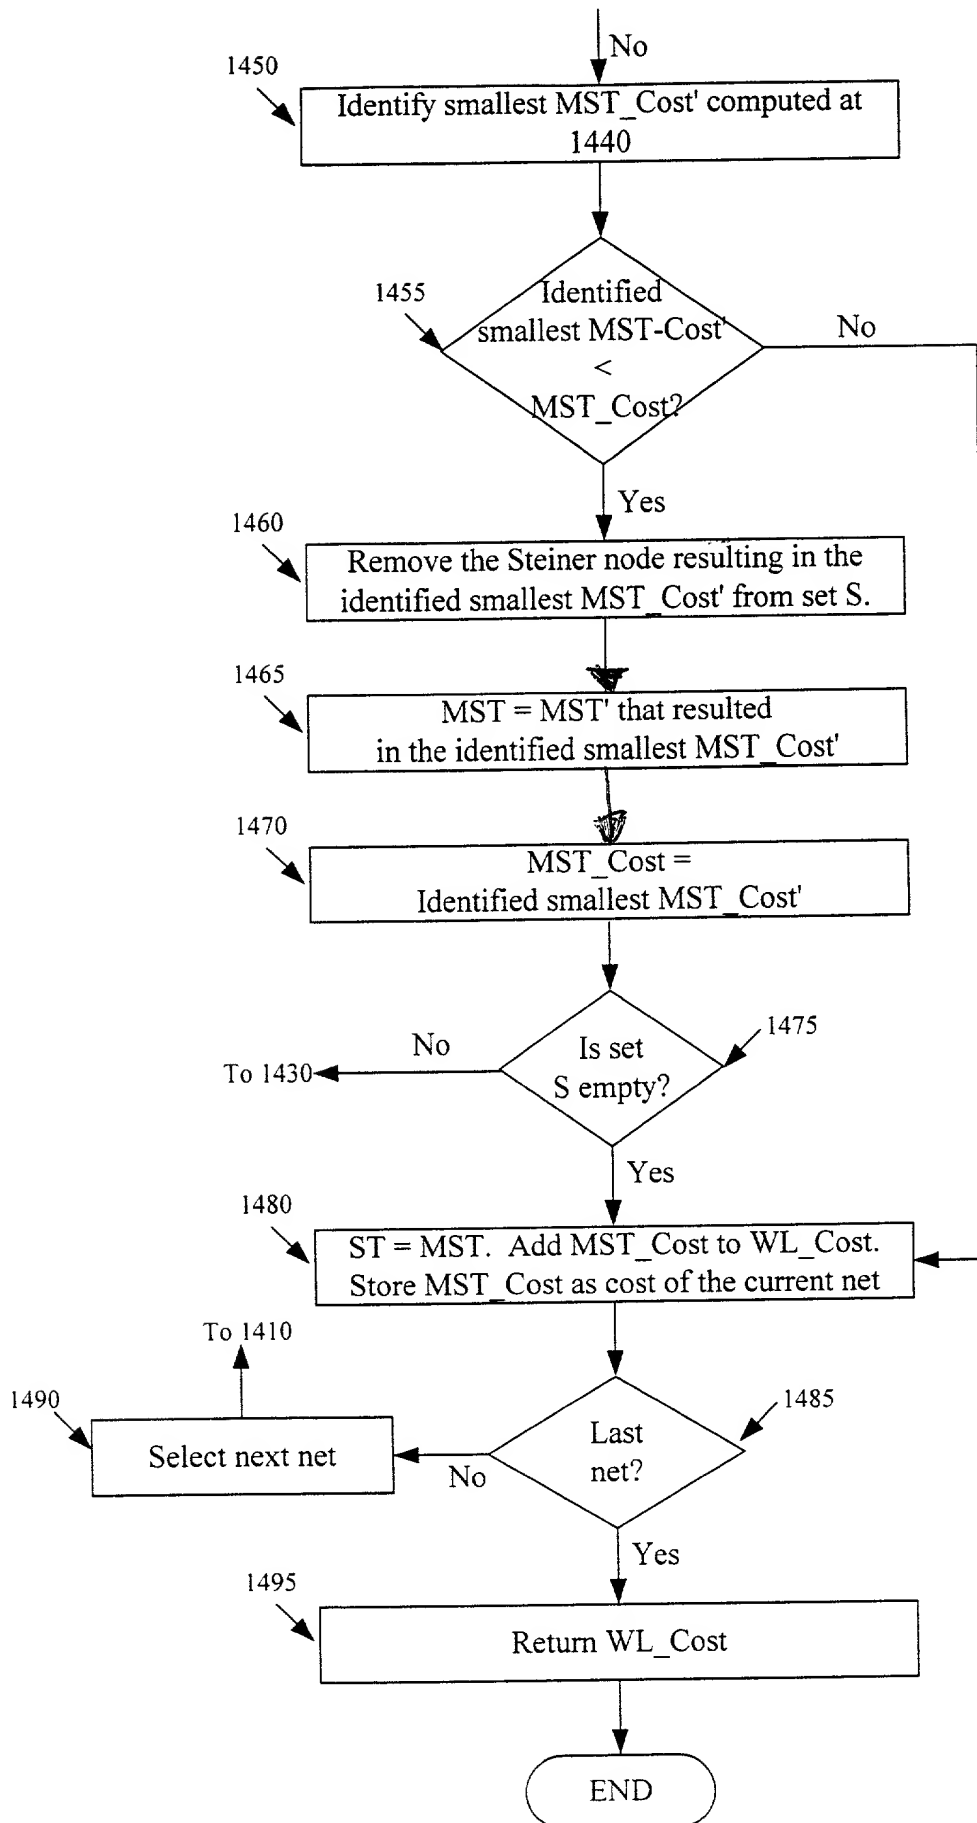 No
1450
Identify smallest MST_Cost' computed at
1440
1455
Identified
smallest MST-Cost'
<
MST_Cost?
No
Yes
1460
Remove the Steiner node resulting in the
identified smallest MST_Cost' from set S.
1465
MST = MST' that resulted
in the identified smallest MST_Cost'
1470
MST_Cost =
Identified smallest MST_Cost'
1475
Is set
S empty?
No
To 1430
Yes
1480
ST = MST. Add MST_Cost to WL_Cost.
Store MST_Cost as cost of the current net
To 1410
1490
Select next net
1485
Last
net?
No
Yes
1495
Return WL_Cost
END